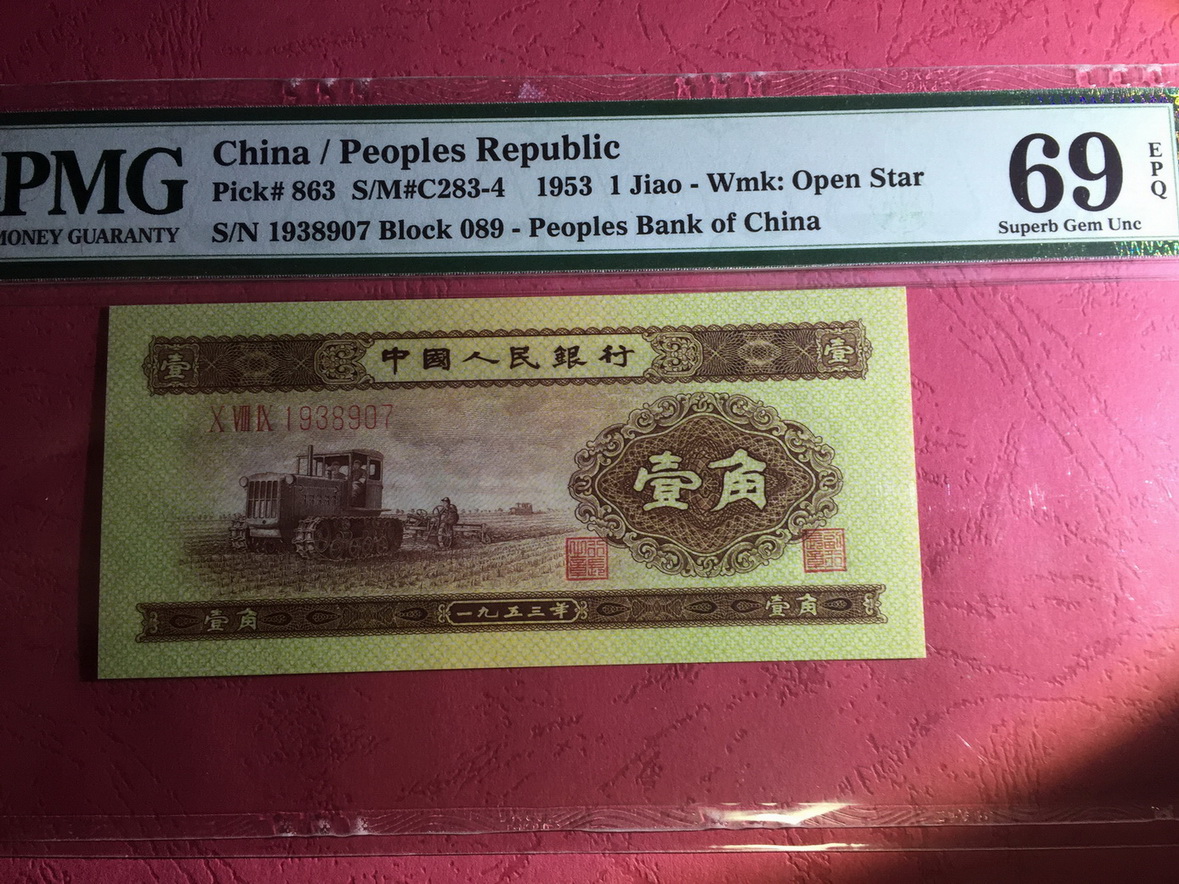 China / Peoples Republic
PMG
Pick# 863 S/M#C283-4 1953 1 Jiao - Wmk: Open Star
MONEY GUARANTY
S/N 1938907 Block 089 - Peoples Bank of China
69
EPQ
Superb Gem Unc
壹 中國人民銀行 壹
X VIII IX 1938907
壹角
壹角 一九五三年 壹角